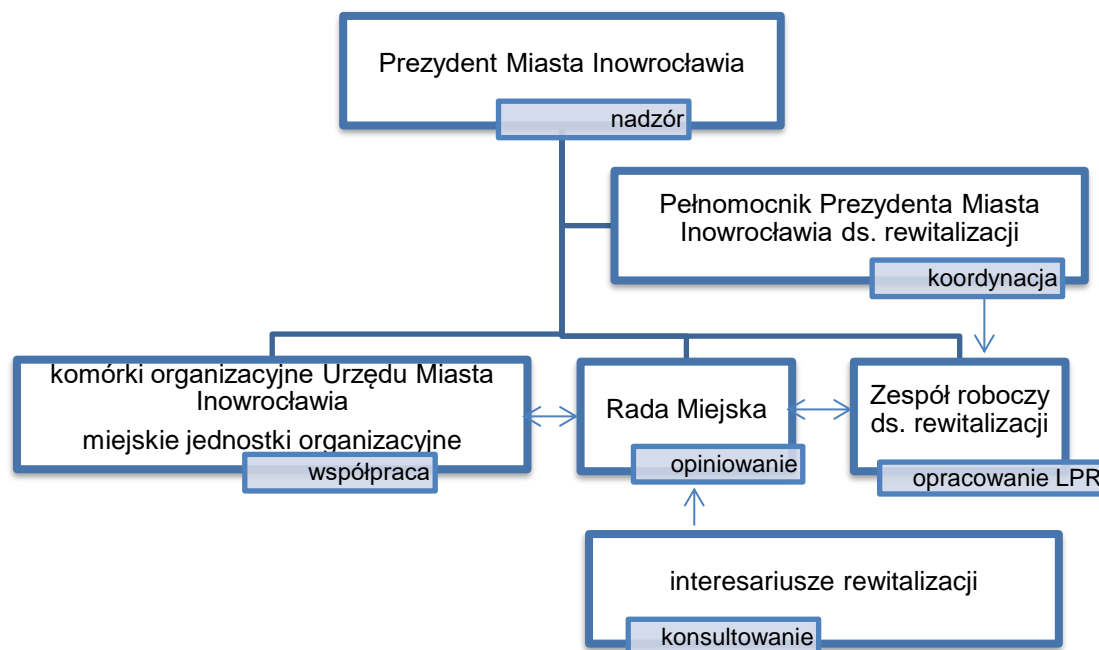 Prezydent Miasta Inowrocławia
nadzór
Pełnomocnik Prezydenta Miasta
Inowrocławia ds. rewitalizacji
koordynacja
komórki organizacyjne Urzędu Miasta
Inowrocławia
miejskie jednostki organizacyjne
współpraca
Rada Miejska
opiniowanie
Zespół roboczy
ds. rewitalizacji
opracowanie LPR
interesariusze rewitalizacji
konsultowanie